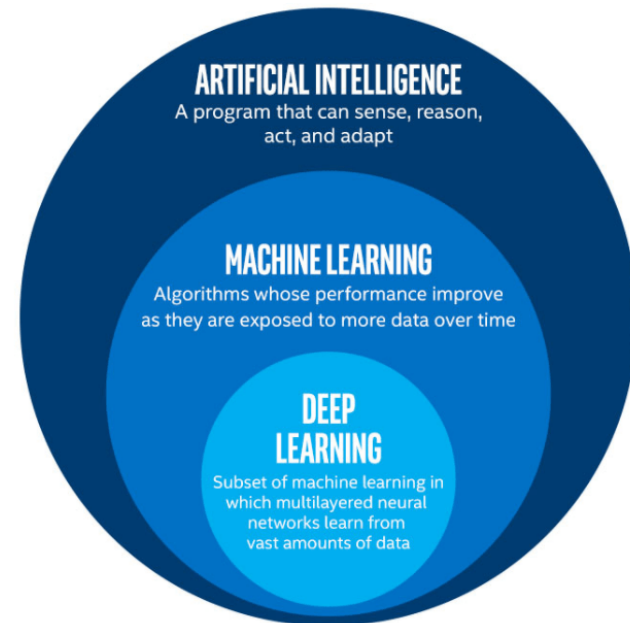 ARTIFICIAL INTELLIGENCE
A program that can sense, reason,
act, and adapt
MACHINE LEARNING
Algorithms whose performance improve
as they are exposed to more data over time
DEEP
LEARNING
Subset of machine learning in
which multilayered neural
networks learn from
vast amounts of data